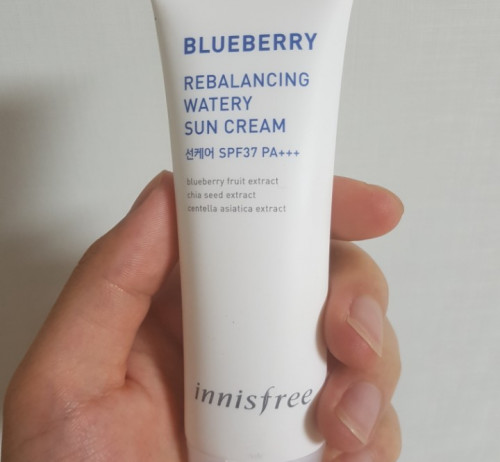 BLUEBERRY
REBALANCING
WATERY
SUN CREAM
선케어 SPF37 PA+++
blueberry fruit extract
chia seed extract
centella asiatica extract
innisfree